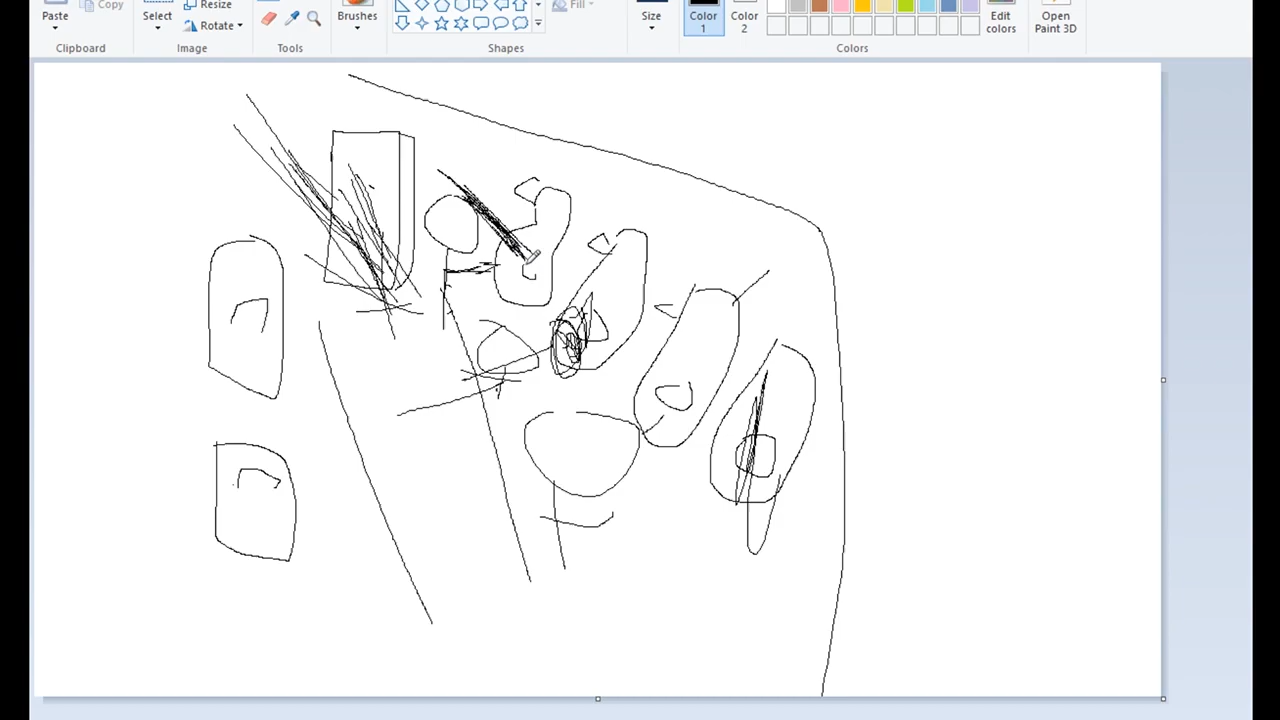 Paste
Copy
Clipboard
Select
Resize
Rotate
Image
Tools
Brushes
Shapes
Fill
Size
Color 1
Color 2
Colors
Edit colors
Open Paint 3D